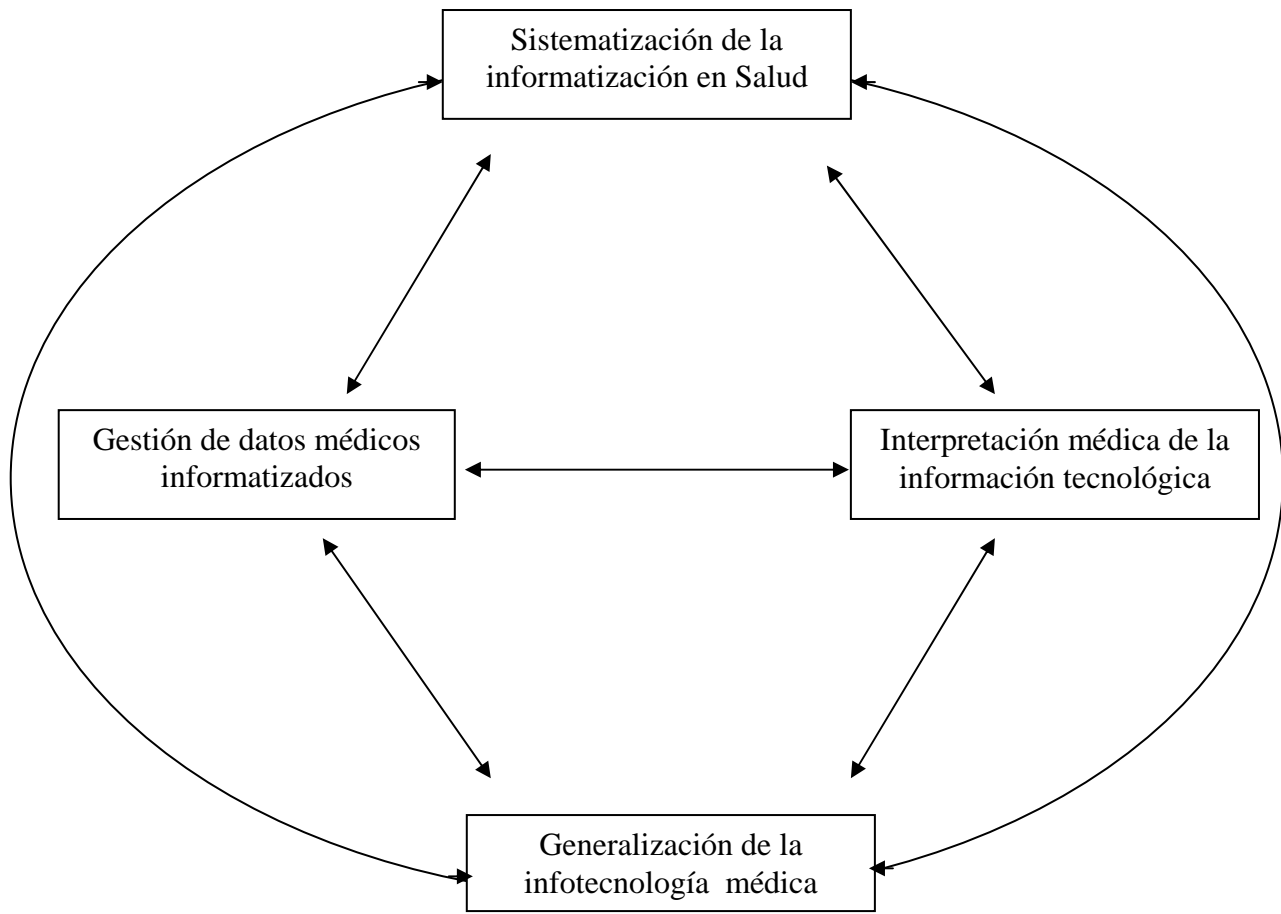 Sistematización de la
informatización en Salud
Gestión de datos médicos
informatizados
Interpretación médica de la
información tecnológica
Generalización de la
infotecnología  médica